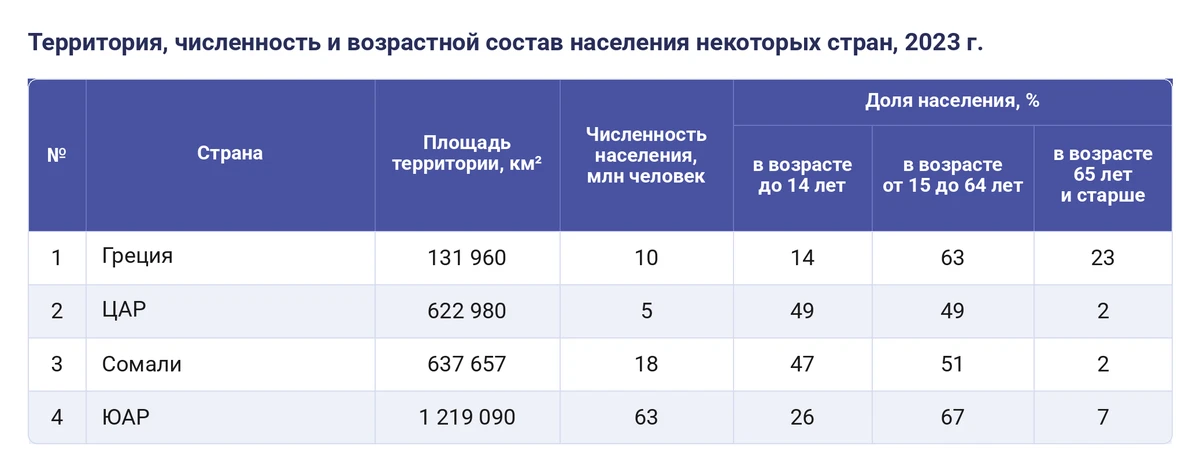 Территория, численность и возрастной состав населения некоторых стран, 2023 г.
№
Страна
Площадь
территории, км²
Численность
населения,
млн человек
Доля населения, %
в возрасте
до 14 лет
в возрасте
от 15 до 64 лет
в возрасте
65 лет
и старше
1 Греция 131 960 10 14 63 23
2 ЦАР 622 980 5 49 49 2
3 Сомали 637 657 18 47 51 2
4 ЮАР 1 219 090 63 26 67 7